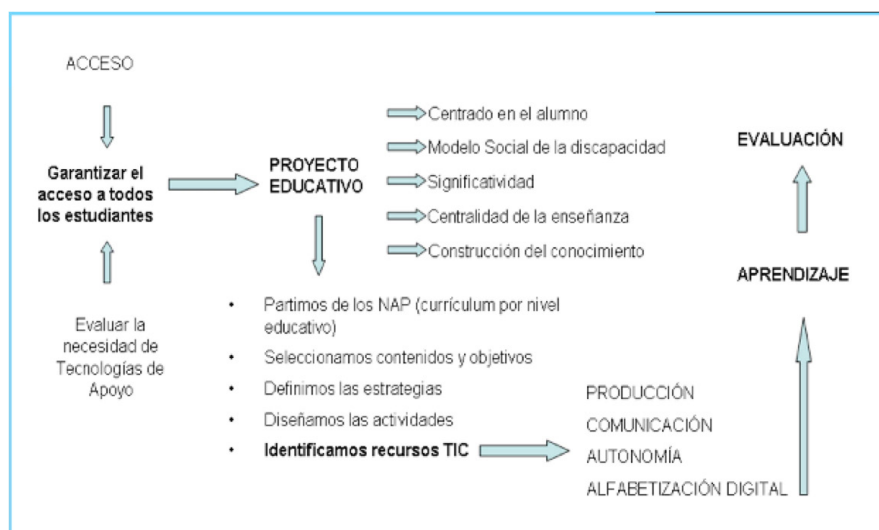 ACCESO
Garantizar el
acceso a todos
los estudiantes
Evaluar la
necesidad de
Tecnologías de
Apoyo
PROYECTO
EDUCATIVO
Centrado en el alumno
Modelo Social de la discapacidad
Significatividad
Centralidad de la enseñanza
Construcción del conocimiento
• Partimos de los NAP (currículum por nivel
educativo)
• Seleccionamos contenidos y objetivos
• Definimos las estrategias
• Diseñamos las actividades
• Identificamos recursos TIC
PRODUCCIÓN
COMUNICACIÓN
AUTONOMÍA
ALFABETIZACIÓN DIGITAL
APRENDIZAJE
EVALUACIÓN